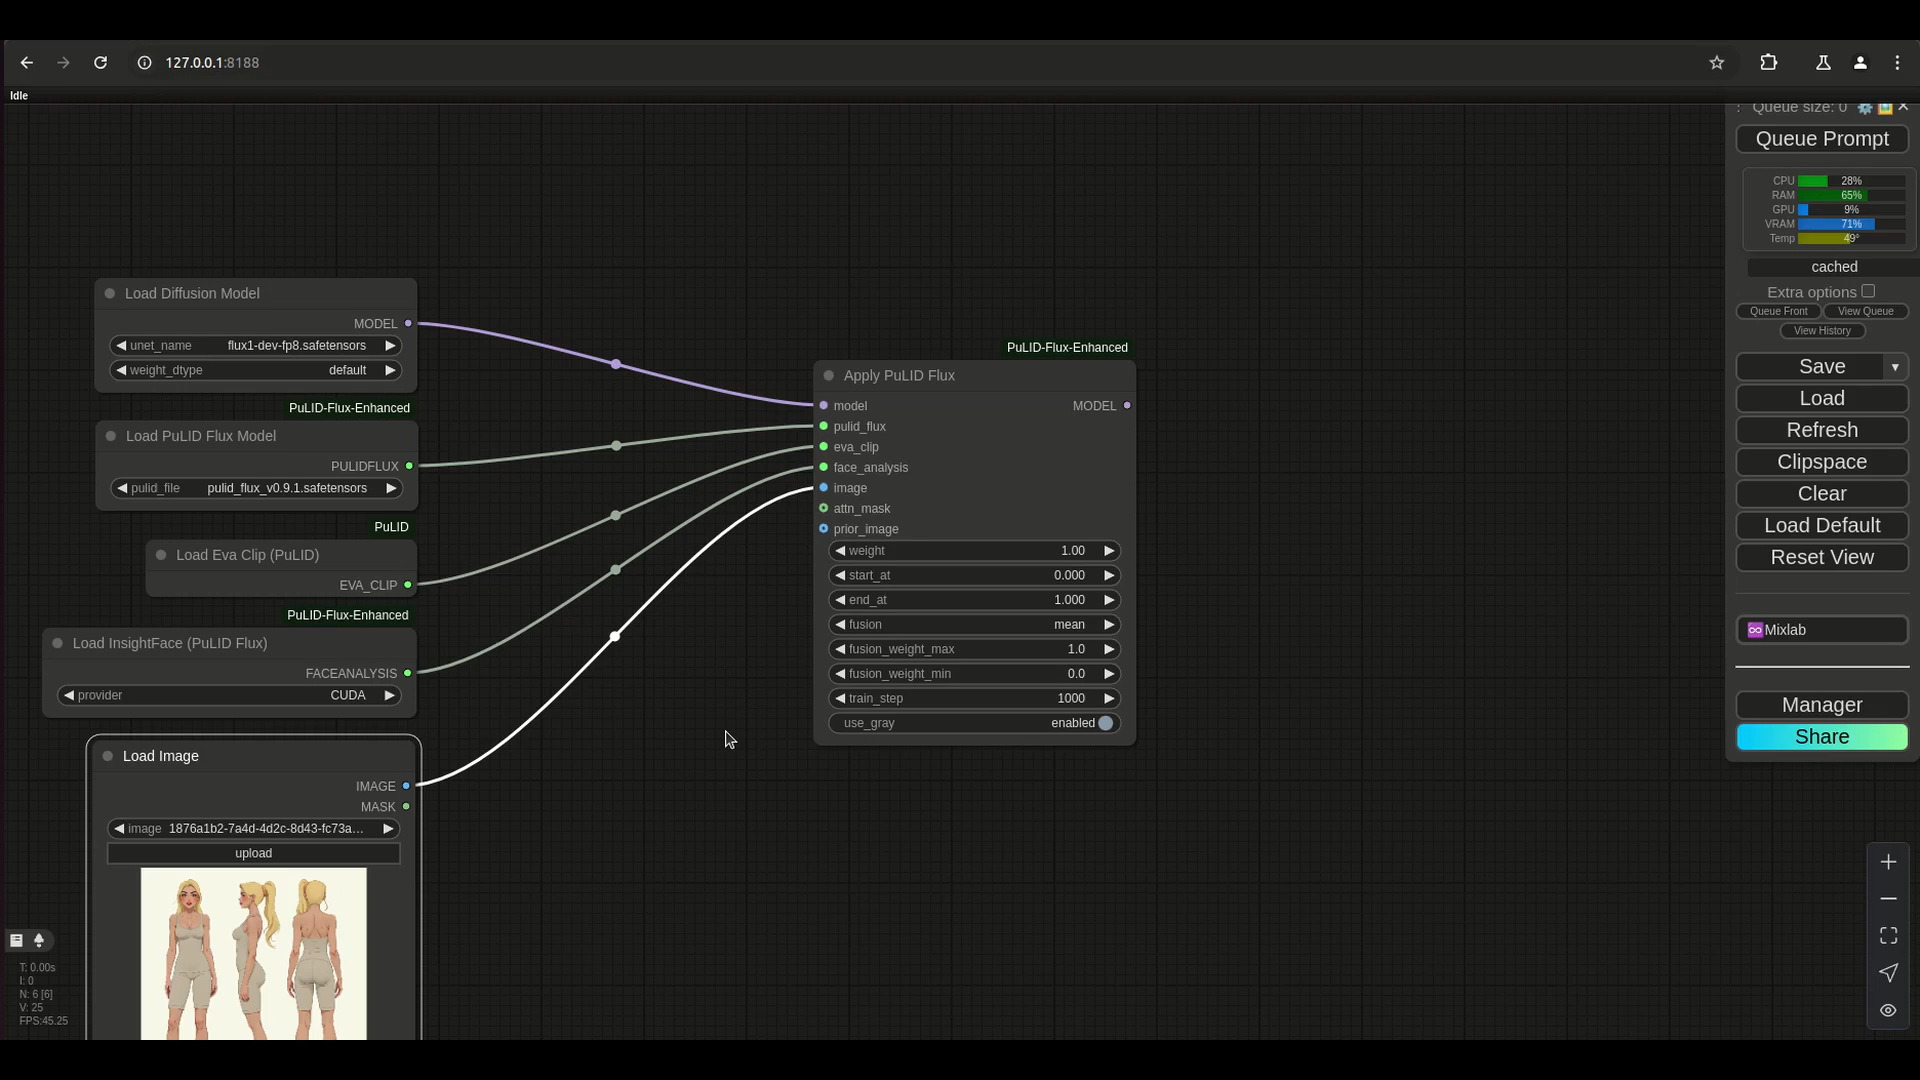 127.0.0.1:8188
Idle
Load Diffusion Model
MODEL
unet_name flux1-dev-fp8.safetensors
weight_dtype default
PuLID-Flux-Enhanced
Load PuLID Flux Model
PULIDFLUX
pulid_file pulid_flux_v0.9.1.safetensors
PuLID
Load Eva Clip (PuLID)
EVA_CLIP
PuLID-Flux-Enhanced
Load InsightFace (PuLID Flux)
FACEANALYSIS
provider CUDA
Load Image
IMAGE
MASK
image 1876a1b2-7a4d-4d2c-8d43-fc73a...
upload
T: 0.00s
I: 0
N: 6 [6]
V: 25
FPS:45.25
PuLID-Flux-Enhanced
Apply PuLID Flux
model MODEL
pulid_flux
eva_clip
face_analysis
image
attn_mask
prior_image
weight 1.00
start_at 0.000
end_at 1.000
fusion mean
fusion_weight_max 1.0
fusion_weight_min 0.0
train_step 1000
use_gray enabled
Queue size: 0
Queue Prompt
CPU 28%
RAM 65%
GPU 9%
VRAM 71%
Temp 49°
cached
Extra options
Queue Front View Queue
View History
Save
Load
Refresh
Clipspace
Clear
Load Default
Reset View
Mixlab
Manager
Share